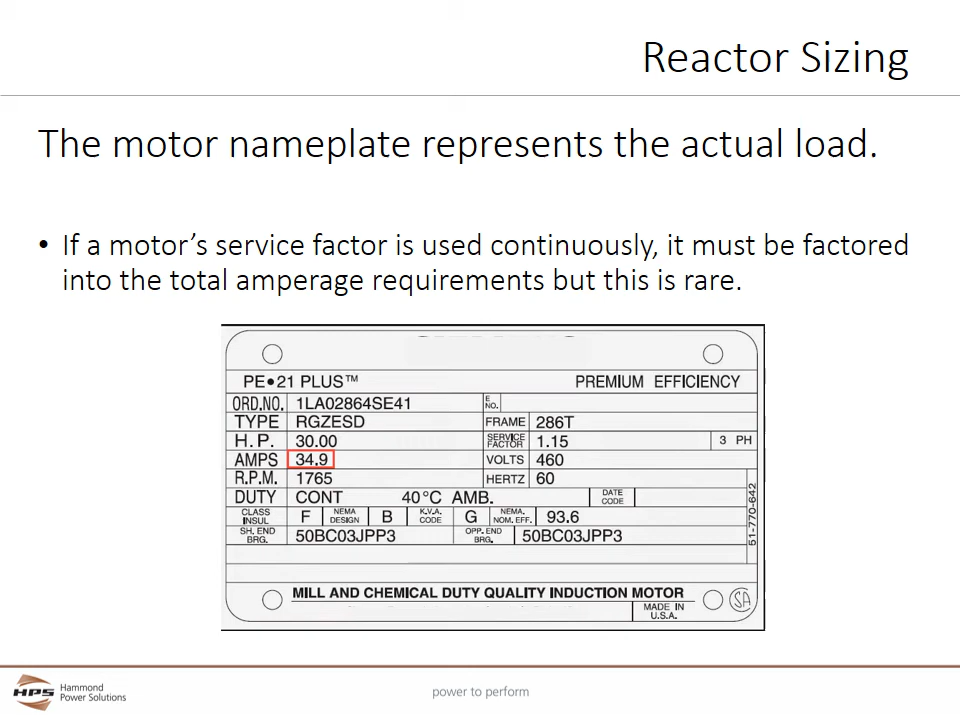 Reactor Sizing
The motor nameplate represents the actual load.
• If a motor’s service factor is used continuously, it must be factored
into the total amperage requirements but this is rare.
PE•21 PLUS™ PREMIUM EFFICIENCY
ORD.NO. 1LA02864SE41 E NO.
TYPE RGZESD FRAME 286T
H.P. 30.00 SERVICE FACTOR 1.15 3 PH
AMPS 34.9 VOLTS 460
R.P.M. 1765 HERTZ 60
DUTY CONT 40°C AMB. DATE CODE
CLASS INSUL F NEMA DESIGN B K.V.A. CODE G NEMA. NOM. EFF. 93.6
SH. END BRG. 50BC03JPP3 OPP. END BRG. 50BC03JPP3
51-770-642
MILL AND CHEMICAL DUTY QUALITY INDUCTION MOTOR
MADE IN
U.S.A.
SA
HPS Hammond
Power Solutions
power to perform